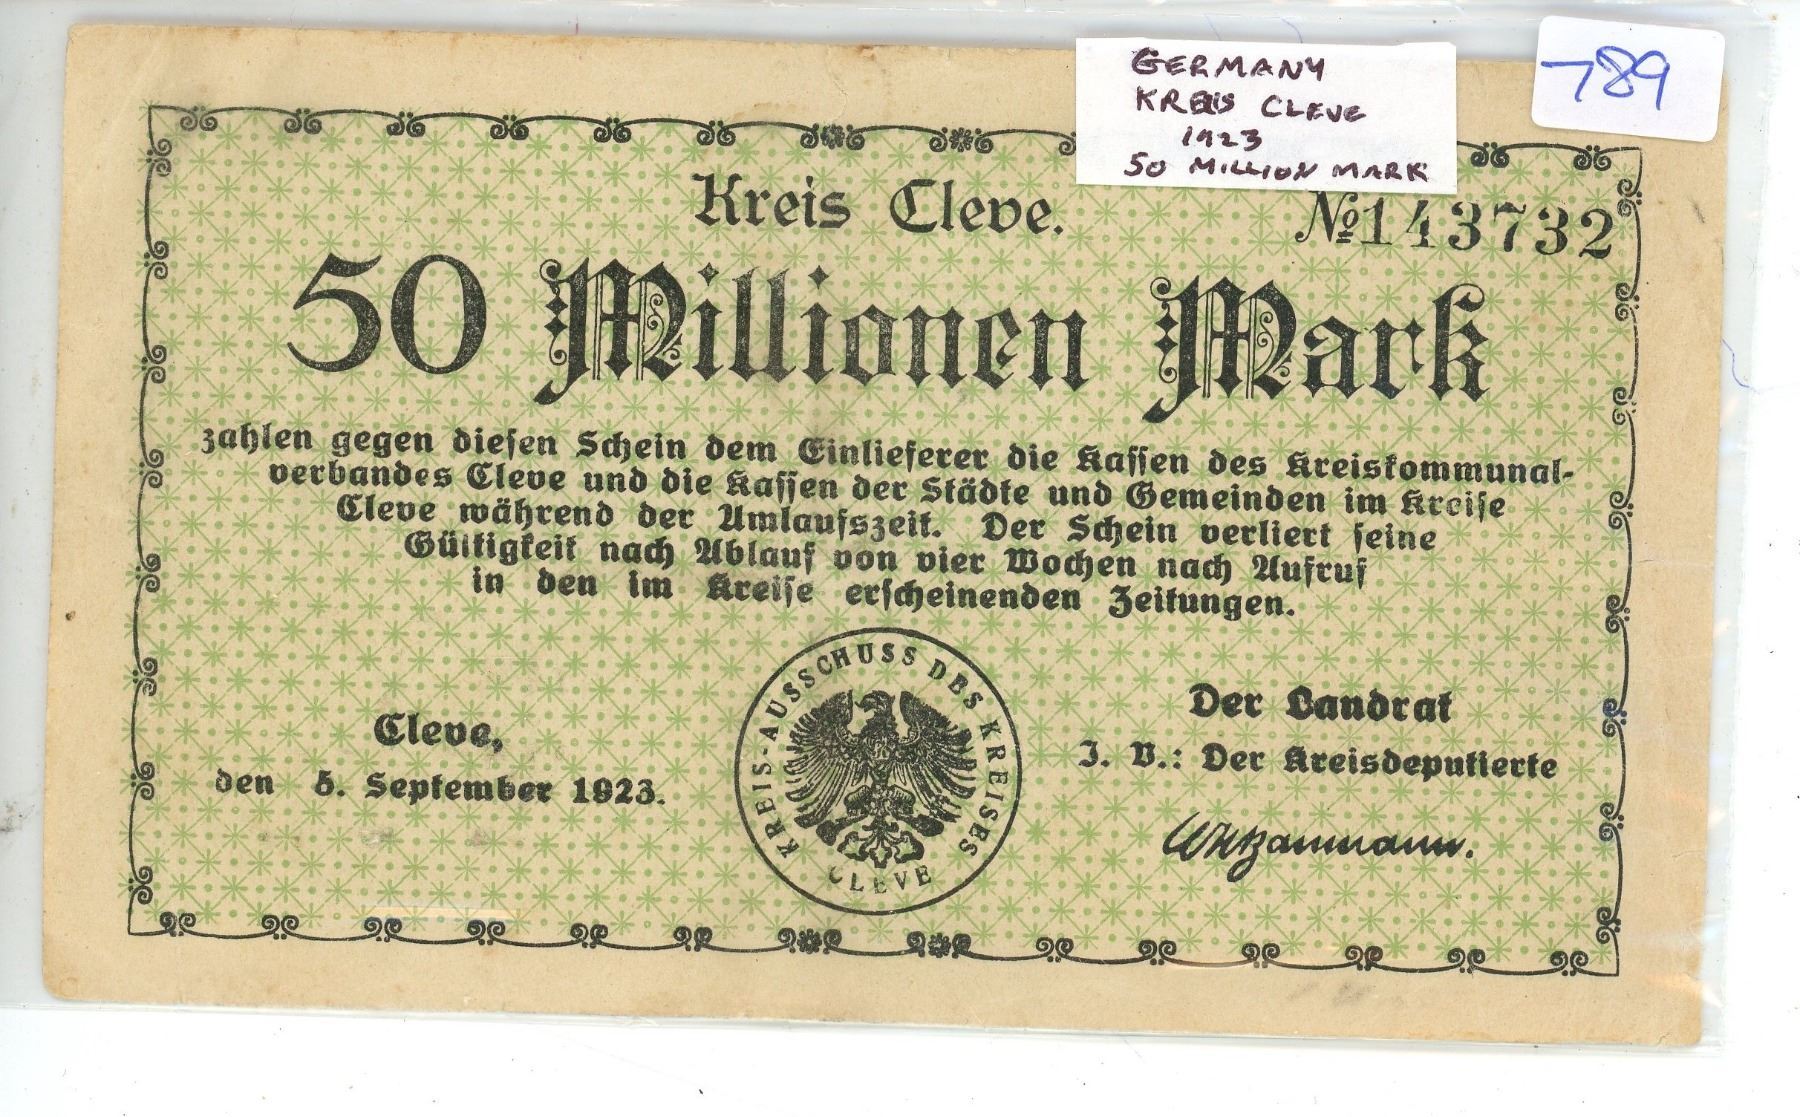 GERMANY
KREIS CLEVE
1923
50 MILLION MARK
789
Kreis Cleve.
№143732
50 Millionen Mark
zahlen gegen diesen Schein dem Einlieferer die Kassen des Kreiskommunal-
verbandes Cleve und die Kassen der Städte und Gemeinden im Kreise
Cleve während der Umlaufszeit. Der Schein verliert seine
Gültigkeit nach Ablauf von vier Wochen nach Aufruf
in den im Kreise erscheinenden Zeitungen.
Cleve,
den 5. September 1923.
KREIS-AUSSCHUSS DES KREISES
CLEVE
Der Landrat
J. V.: Der Kreisdeputierte